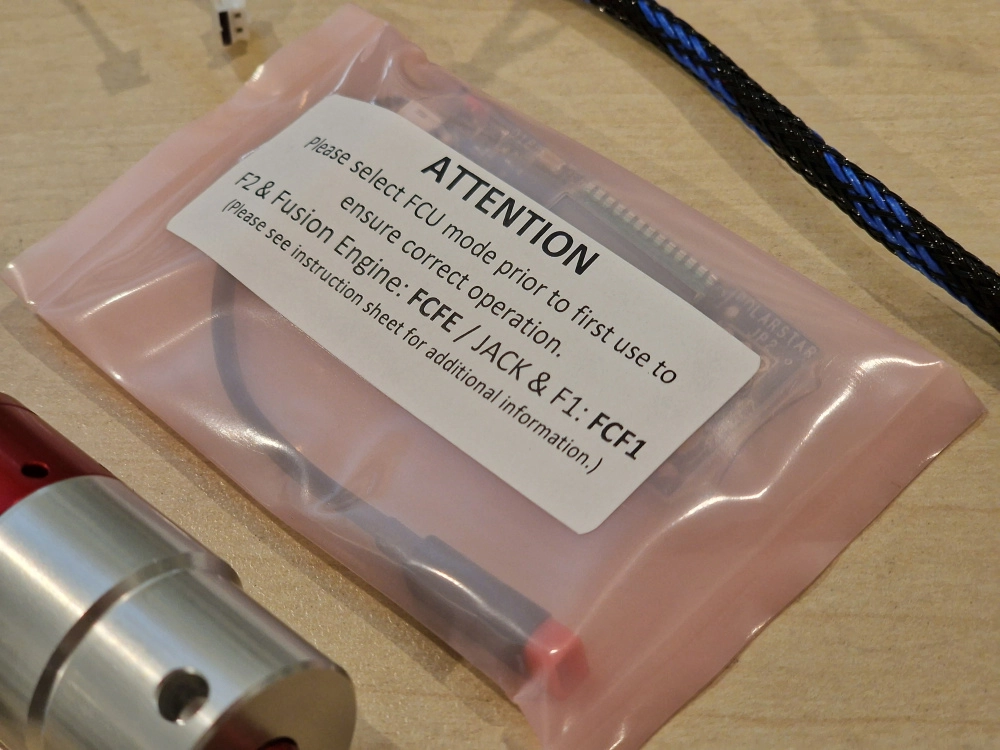 ATTENTION
Please select FCU mode prior to first use to
ensure correct operation.
F2 & Fusion Engine: FCFE / JACK & F1: FCF1
(Please see instruction sheet for additional information.)
POLARSTAR